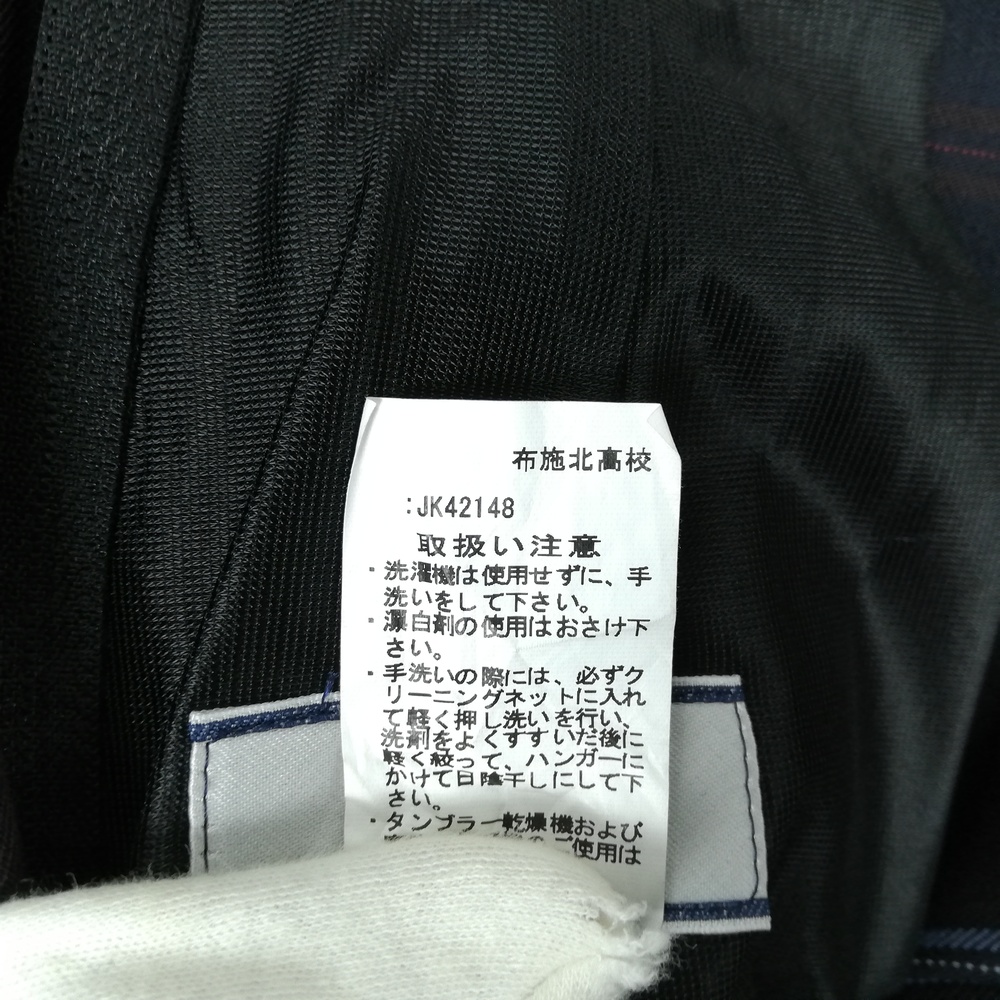 布施北高校
:JK42148
取扱い注意
・洗濯機は使用せずに、手
洗いをして下さい。
・漂白剤の使用はおさけ下
さい。
・手洗いの際には、必ずク
リーニングネットに入れ
て軽く押し洗いを行い、
洗剤をよくすすいだ後に
軽く絞って、ハンガーに
かけて日陰干しにして下
さい。
・タンブラー乾燥機および
のご使用は